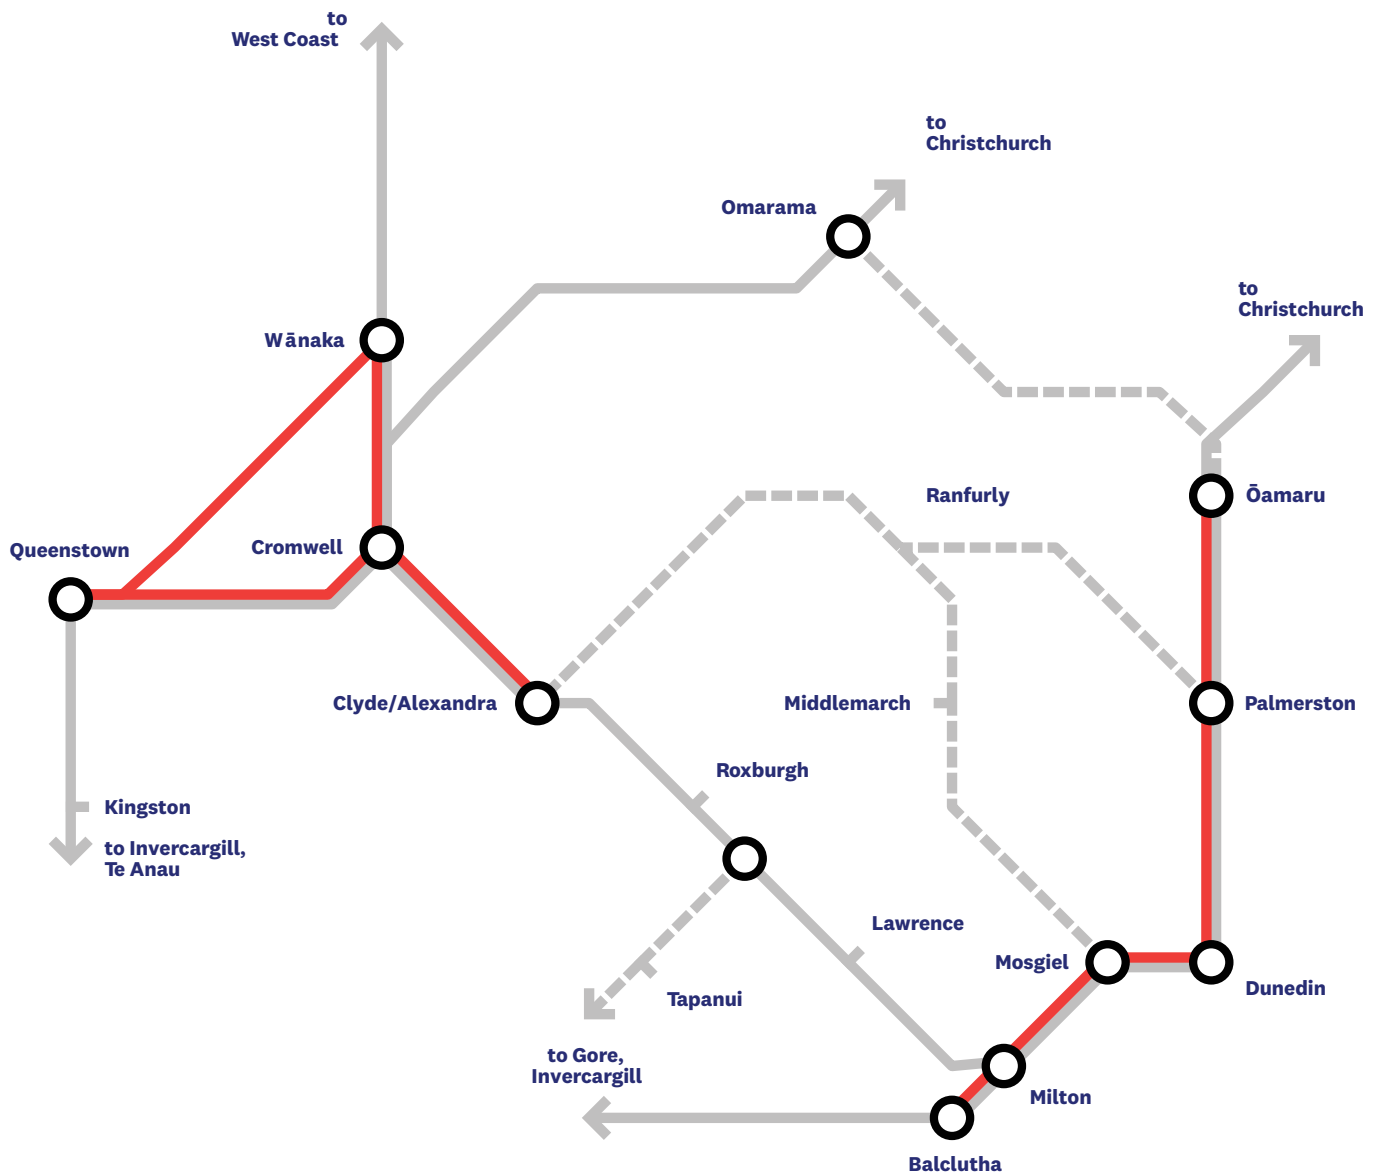 to
West Coast
to
Christchurch
Omarama
to
Christchurch
Wānaka
Ranfurly
Ōamaru
Queenstown
Cromwell
Clyde/Alexandra
Middlemarch
Palmerston
Roxburgh
Kingston
to Invercargill,
Te Anau
Lawrence
Mosgiel
Dunedin
Tapanui
to Gore,
Invercargill
Milton
Balclutha